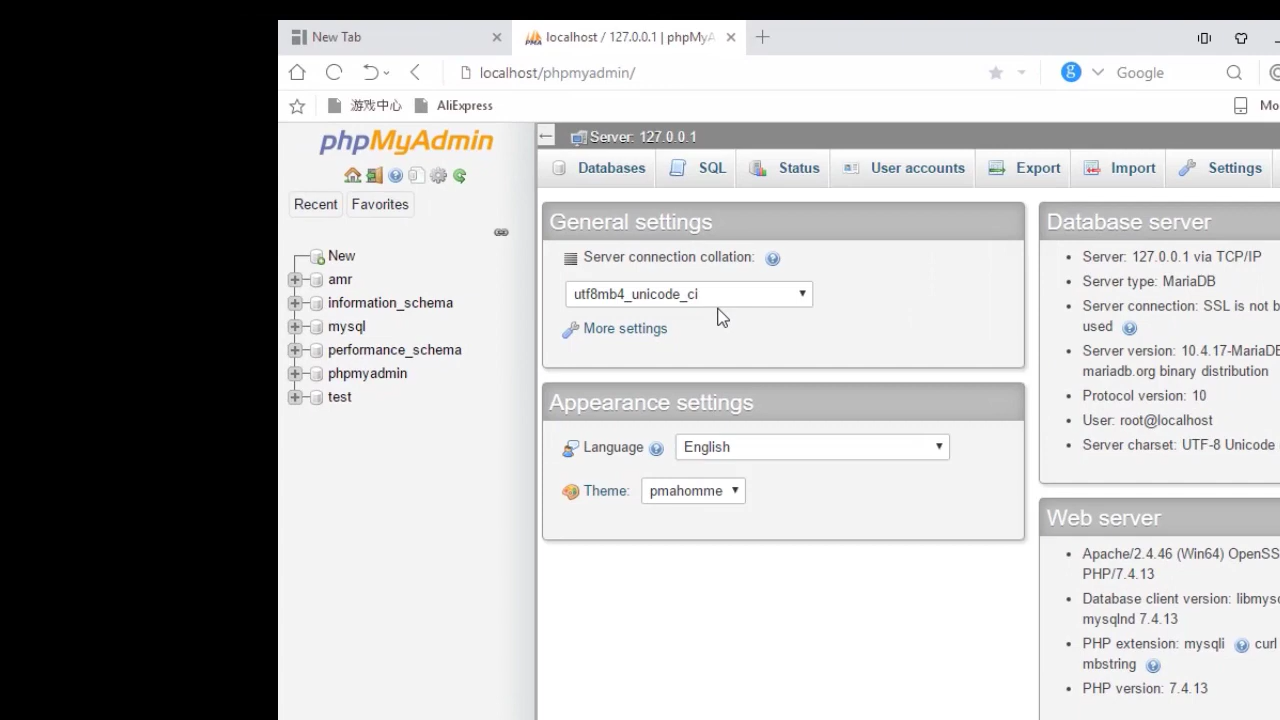 New Tab
localhost / 127.0.0.1 | phpMyA
localhost/phpmyadmin/
Google
游戏中心
AliExpress
Mo
phpMyAdmin
Recent
Favorites
New
amr
information_schema
mysql
performance_schema
phpmyadmin
test
Server: 127.0.0.1
Databases
SQL
Status
User accounts
Export
Import
Settings
General settings
Server connection collation:
utf8mb4_unicode_ci
More settings
Appearance settings
Language
English
Theme:
pmahomme
Database server
Server: 127.0.0.1 via TCP/IP
Server type: MariaDB
Server connection: SSL is not b
used
Server version: 10.4.17-MariaDB
mariadb.org binary distribution
Protocol version: 10
User: root@localhost
Server charset: UTF-8 Unicode
Web server
Apache/2.4.46 (Win64) OpenSS
PHP/7.4.13
Database client version: libmysq
mysqlnd 7.4.13
PHP extension: mysqli curl
mbstring
PHP version: 7.4.13